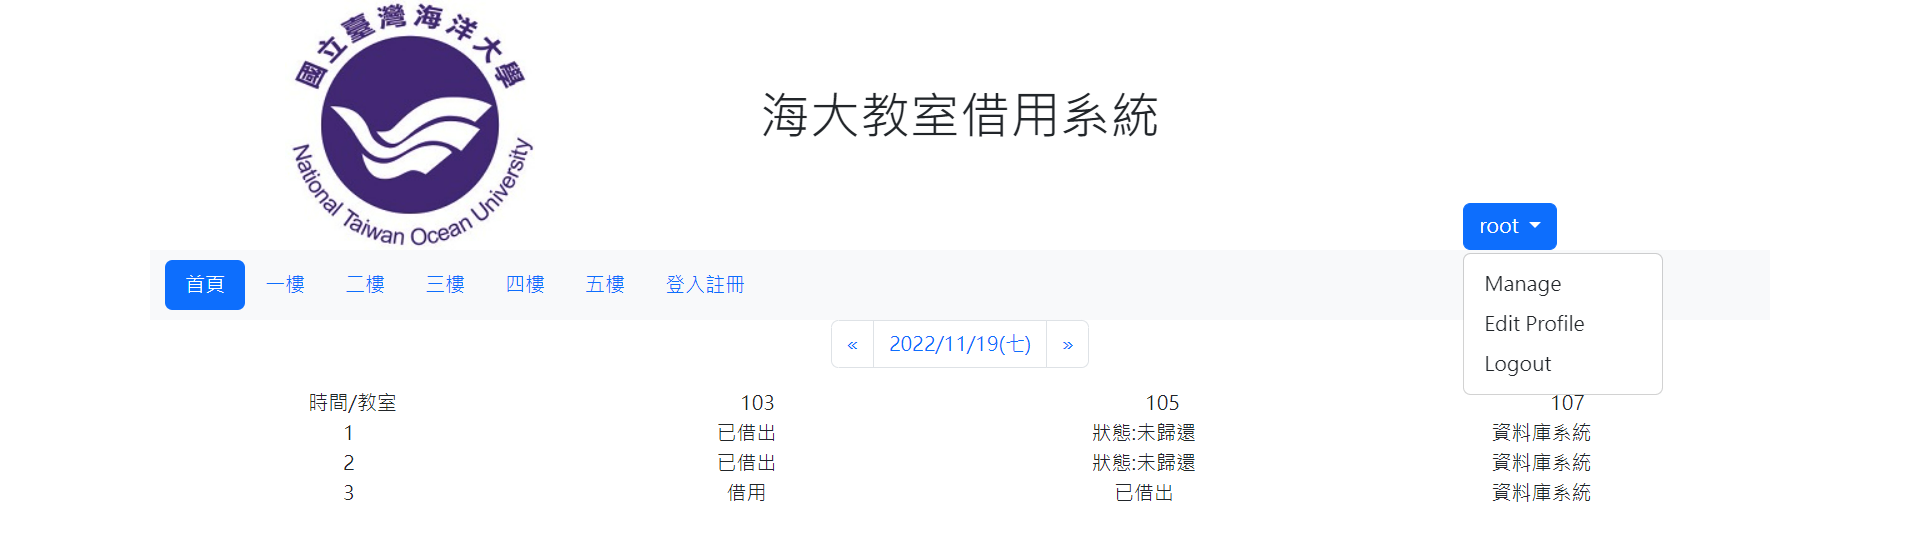 國立臺灣海洋大學
National Taiwan Ocean University
海大教室借用系統
root
首頁 一樓 二樓 三樓 四樓 五樓 登入註冊
Manage
Edit Profile
Logout
« 2022/11/19(七) »
時間/教室 103 105 107
1 已借出 狀態:未歸還 資料庫系統
2 已借出 狀態:未歸還 資料庫系統
3 借用 已借出 資料庫系統